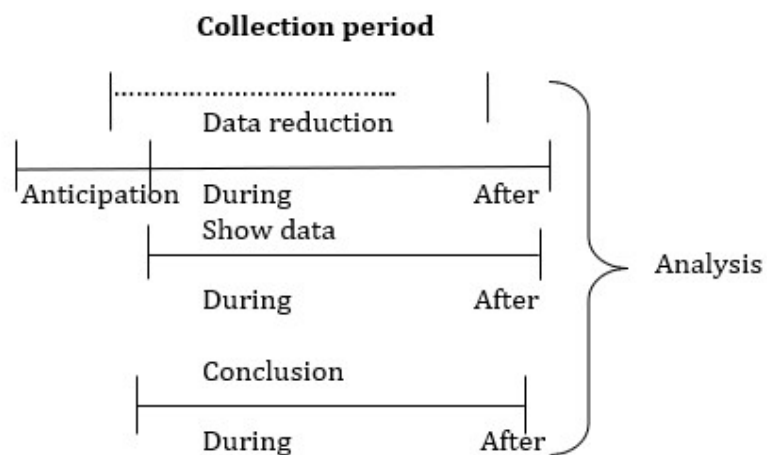 Collection period
Data reduction
Anticipation During After
Show data
During After
Analysis
Conclusion
During After